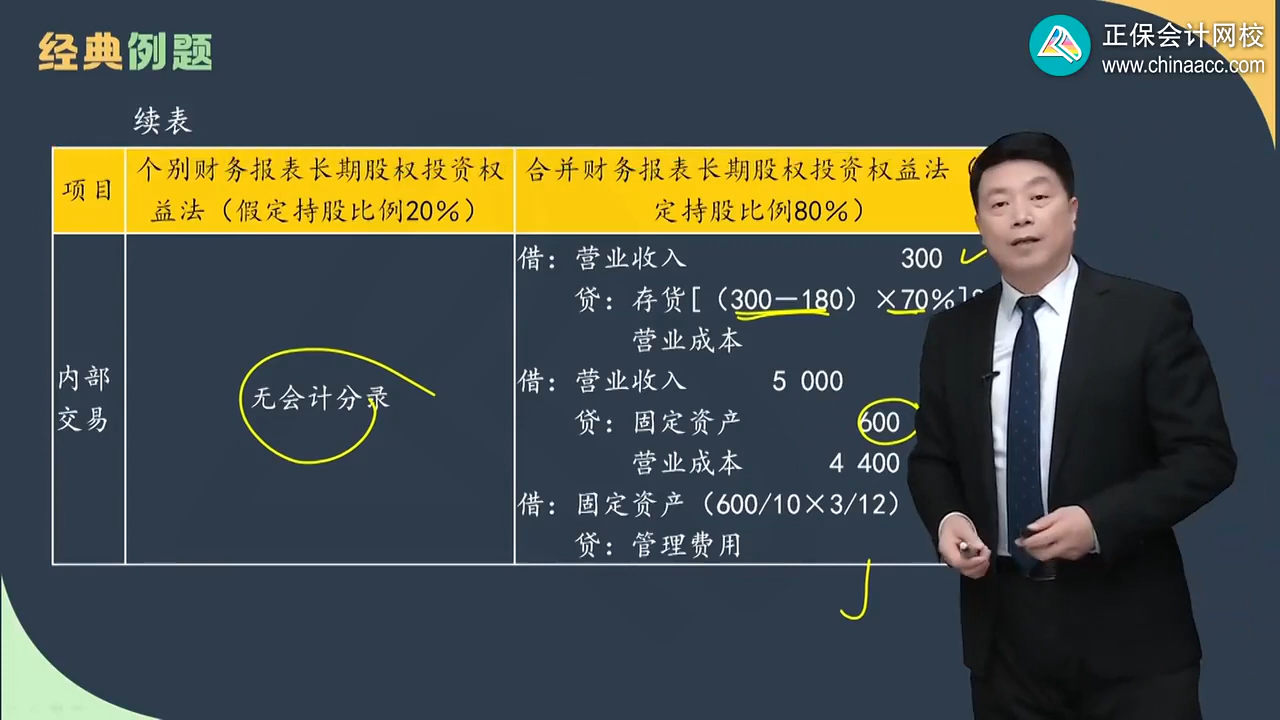 经典例题
正保会计网校
www.chinaacc.com
续表
项目
个别财务报表长期股权投资权
益法（假定持股比例20%）
合并财务报表长期股权投资权益法（
定持股比例80%）
内部
交易
无会计分录
借：营业收入 300
贷：存货[（300－180）×70%]
营业成本
借：营业收入 5 000
贷：固定资产 600
营业成本 4 400
借：固定资产（600/10×3/12）
贷：管理费用